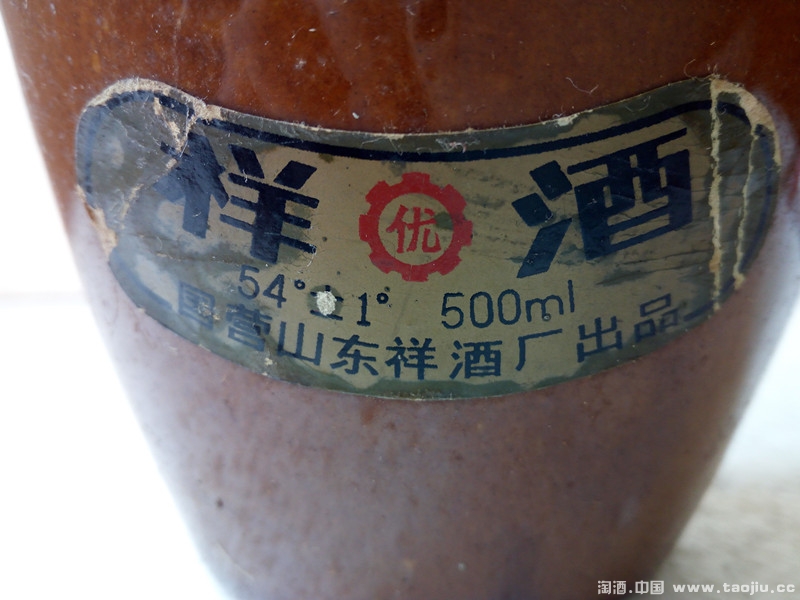 祥 优 酒
54°±1° 500ml
国营山东祥酒厂出品
淘酒.中国 www.taojiu.cc